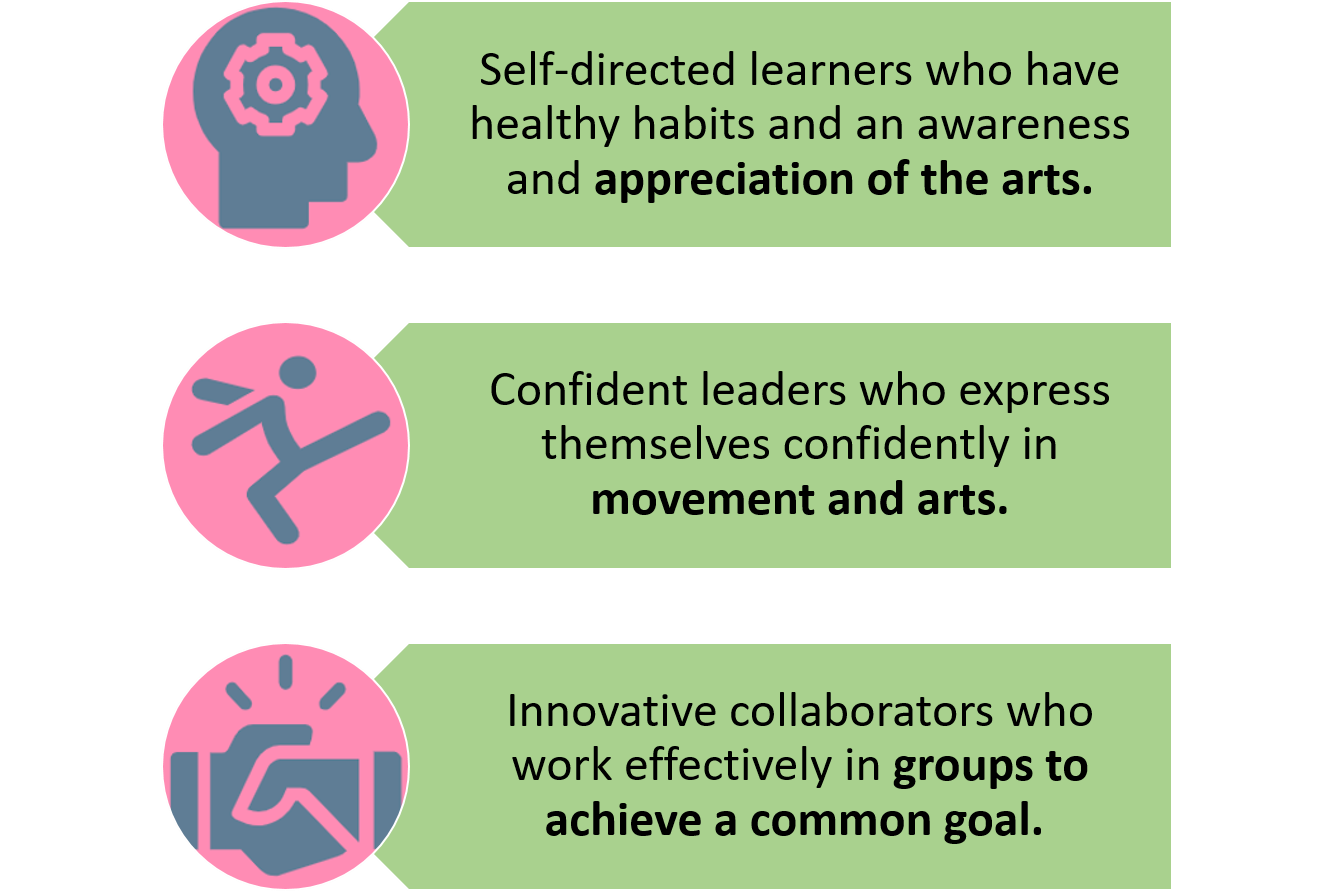 Self-directed learners who have
healthy habits and an awareness
and appreciation of the arts.
Confident leaders who express
themselves confidently in
movement and arts.
Innovative collaborators who
work effectively in groups to
achieve a common goal.